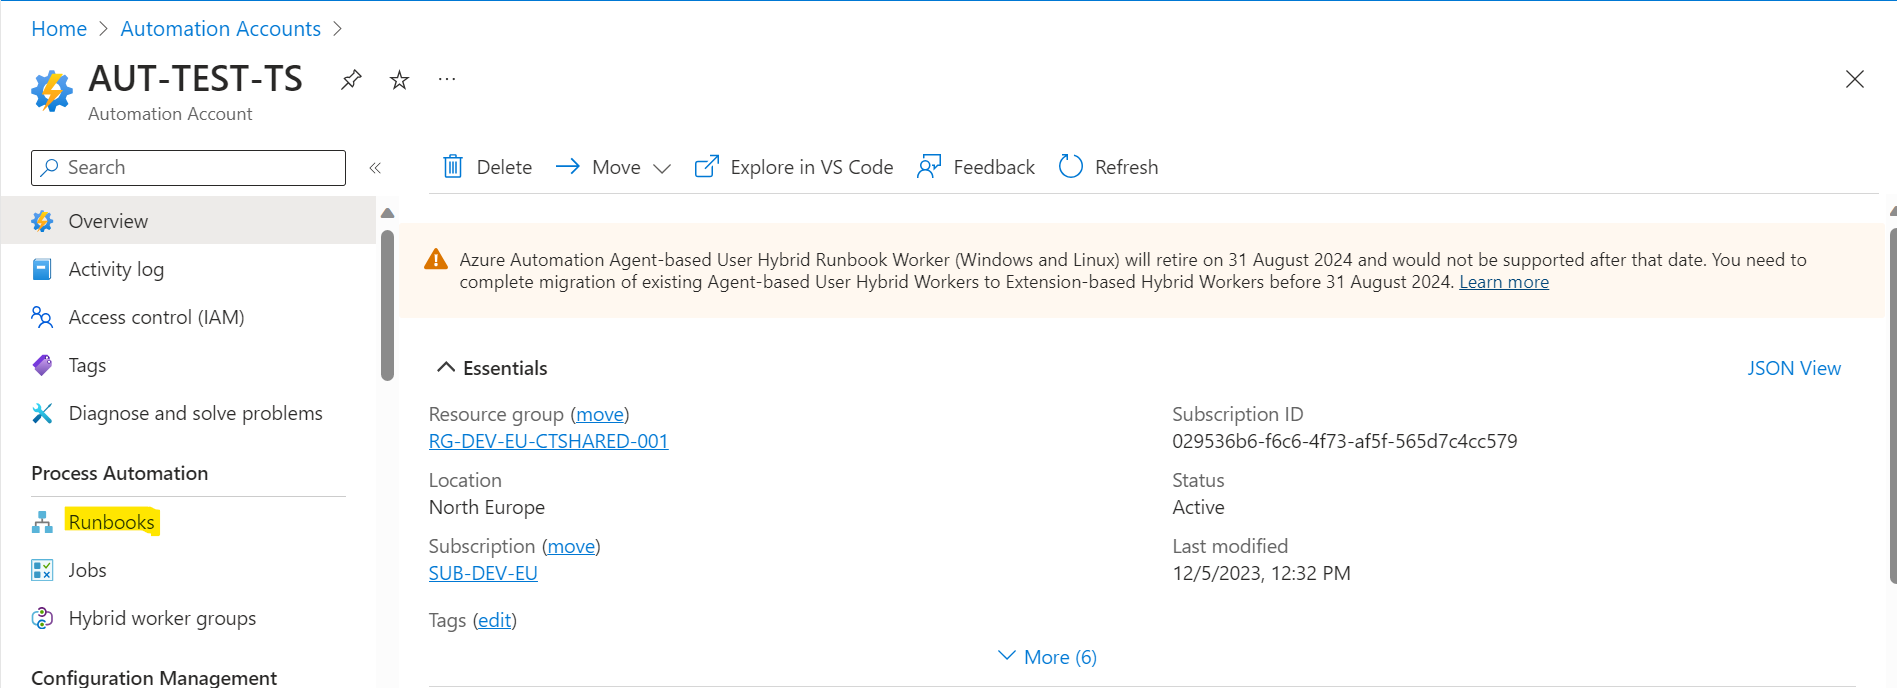 Home > Automation Accounts >
AUT-TEST-TS
Automation Account
Search
Delete
Move
Explore in VS Code
Feedback
Refresh
Overview
Activity log
Access control (IAM)
Tags
Diagnose and solve problems
Process Automation
Runbooks
Jobs
Hybrid worker groups
Configuration Management
Azure Automation Agent-based User Hybrid Runbook Worker (Windows and Linux) will retire on 31 August 2024 and would not be supported after that date. You need to
complete migration of existing Agent-based User Hybrid Workers to Extension-based Hybrid Workers before 31 August 2024. Learn more
Essentials
JSON View
Resource group (move)
RG-DEV-EU-CTSHARED-001
Location
North Europe
Subscription (move)
SUB-DEV-EU
Tags (edit)
Subscription ID
029536b6-f6c6-4f73-af5f-565d7c4cc579
Status
Active
Last modified
12/5/2023, 12:32 PM
More (6)